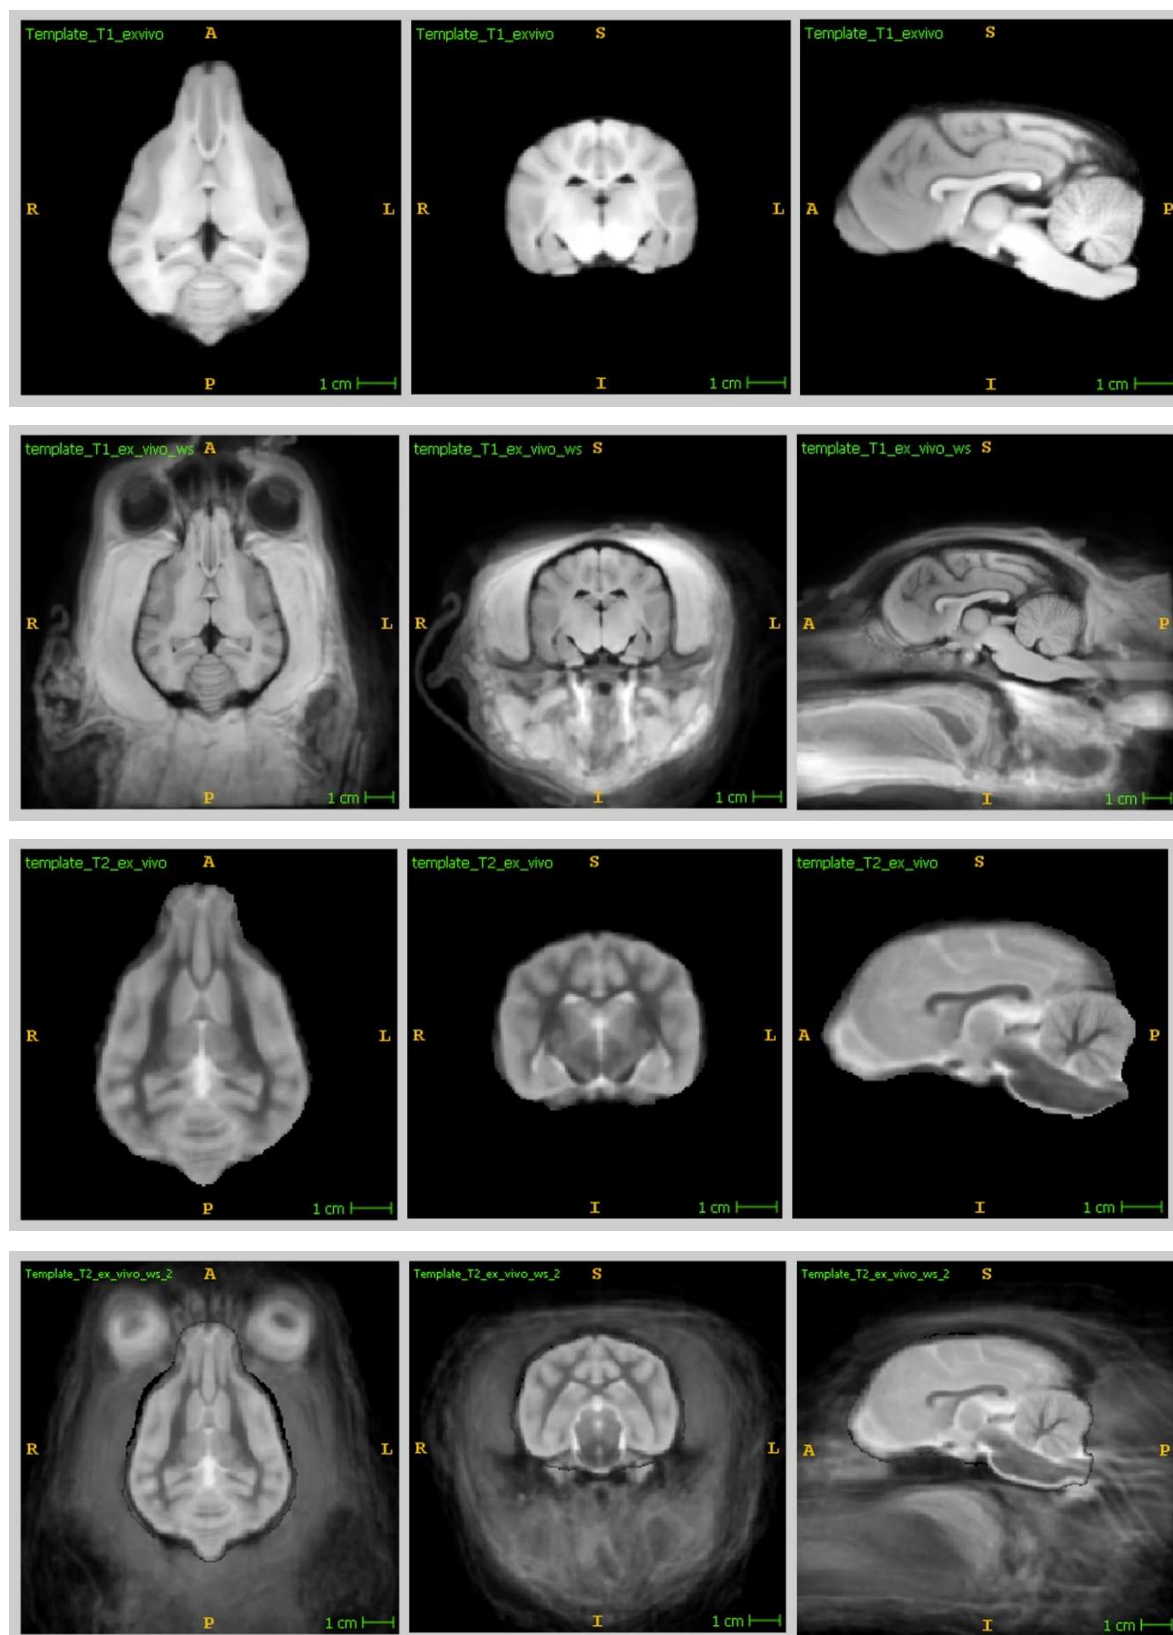 Template_T1_exvivo A
R L
P 1 cm
Template_T1_exvivo S
R L
I 1 cm
Template_T1_exvivo S
A P
I 1 cm
template_T1_ex_vivo_ws A
R L
P 1 cm
template_T1_ex_vivo_ws S
R L
I 1 cm
template_T1_ex_vivo_ws S
A P
I 1 cm
template_T2_ex_vivo A
R L
P 1 cm
template_T2_ex_vivo S
R L
I 1 cm
template_T2_ex_vivo S
A P
I 1 cm
Template_T2_ex_vivo_ws_2 A
R L
P 1 cm
Template_T2_ex_vivo_ws_2 S
R L
I 1 cm
Template_T2_ex_vivo_ws_2 S
A P
I 1 cm